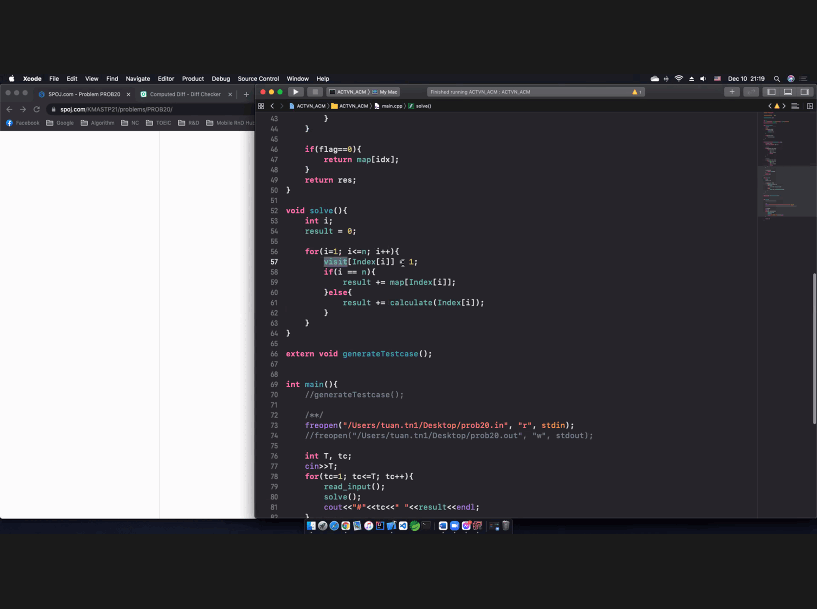 Xcode File Edit View Find Navigate Editor Product Debug Source Control Window Help Dec 10 21:19
SPOJ.com - Problem PROB20
Computed Diff - Diff Checker
spoj.com/XMASTP21/problems/PROB20/
Facebook Google Algorithm NC TOEIC R&D Mobile RnD
ACTVN_ACM My Mac
Finished running ACTVN_ACM : ACTVN_ACM
ACTVN_ACM ACTVN_ACM main.cpp solve()
43 }
44 }
45
46 if(flag==0){
47 return map[idx];
48 }
49 return res;
50 }
51
52 void solve(){
53 int i;
54 result = 0;
55
56 for(i=1; i<=n; i++){
57 visit[Index[i]] = 1;
58 if(i == n){
59 result += map[Index[i]];
60 }else{
61 result += calculate(Index[i]);
62 }
63 }
64 }
65
66 extern void generateTestcase();
67
68
69 int main(){
70 //generateTestcase();
71
72 /**/
73 freopen("/Users/tuan.tn1/Desktop/prob20.in", "r", stdin);
74 //freopen("/Users/tuan.tn1/Desktop/prob20.out", "w", stdout);
75
76 int T, tc;
77 cin>>T;
78 for(tc=1; tc<=T; tc++){
79 read_input();
80 solve();
81 cout<<"#"<<tc<<" "<<result<<endl;
82 }